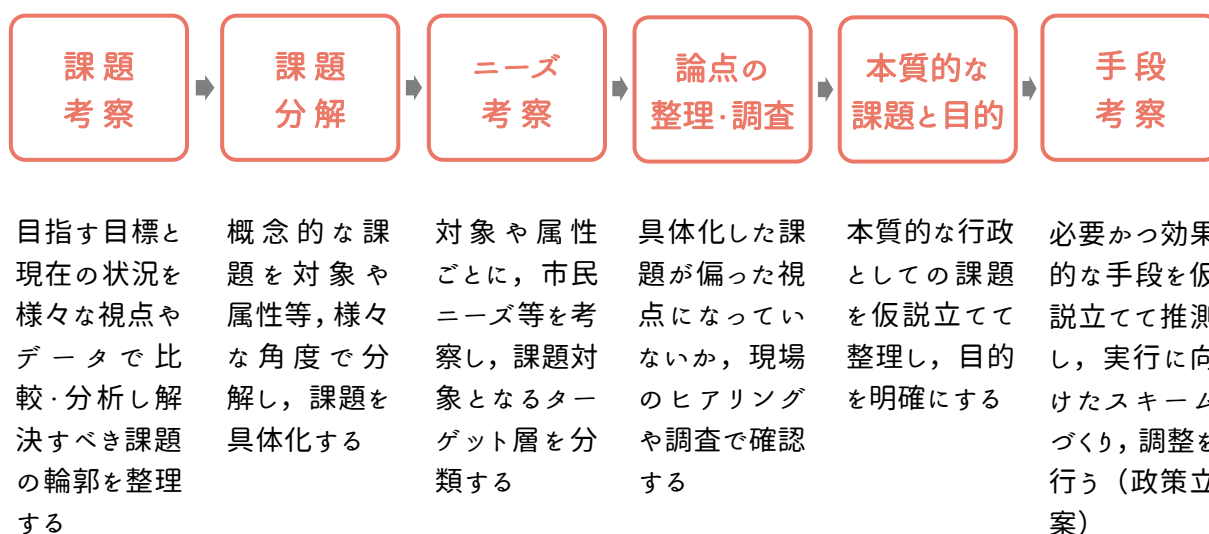 課題
考察
課題
分解
ニーズ
考察
論点の
整理・調査
本質的な
課題と目的
手段
考察
目指す目標と
現在の状況を
様々な視点や
データで比
較・分析し解
決すべき課題
の輪郭を整理
する
概念的な課
題を対象や
属性等，様々
な角度で分
解し，課題を
具体化する
対象や属性
ごとに，市民
ニーズ等を考
察し，課題対
象となるター
ゲット層を分
類する
具体化した課
題が偏った視
点になってい
ないか，現場
のヒアリング
や調査で確認
する
本質的な行政
としての課題
を仮説立てて
整理し，目的
を明確にする
必要かつ効果
的な手段を仮
説立てて推測
し，実行に向
けたスキーム
づくり，調整を
行う（政策立
案）